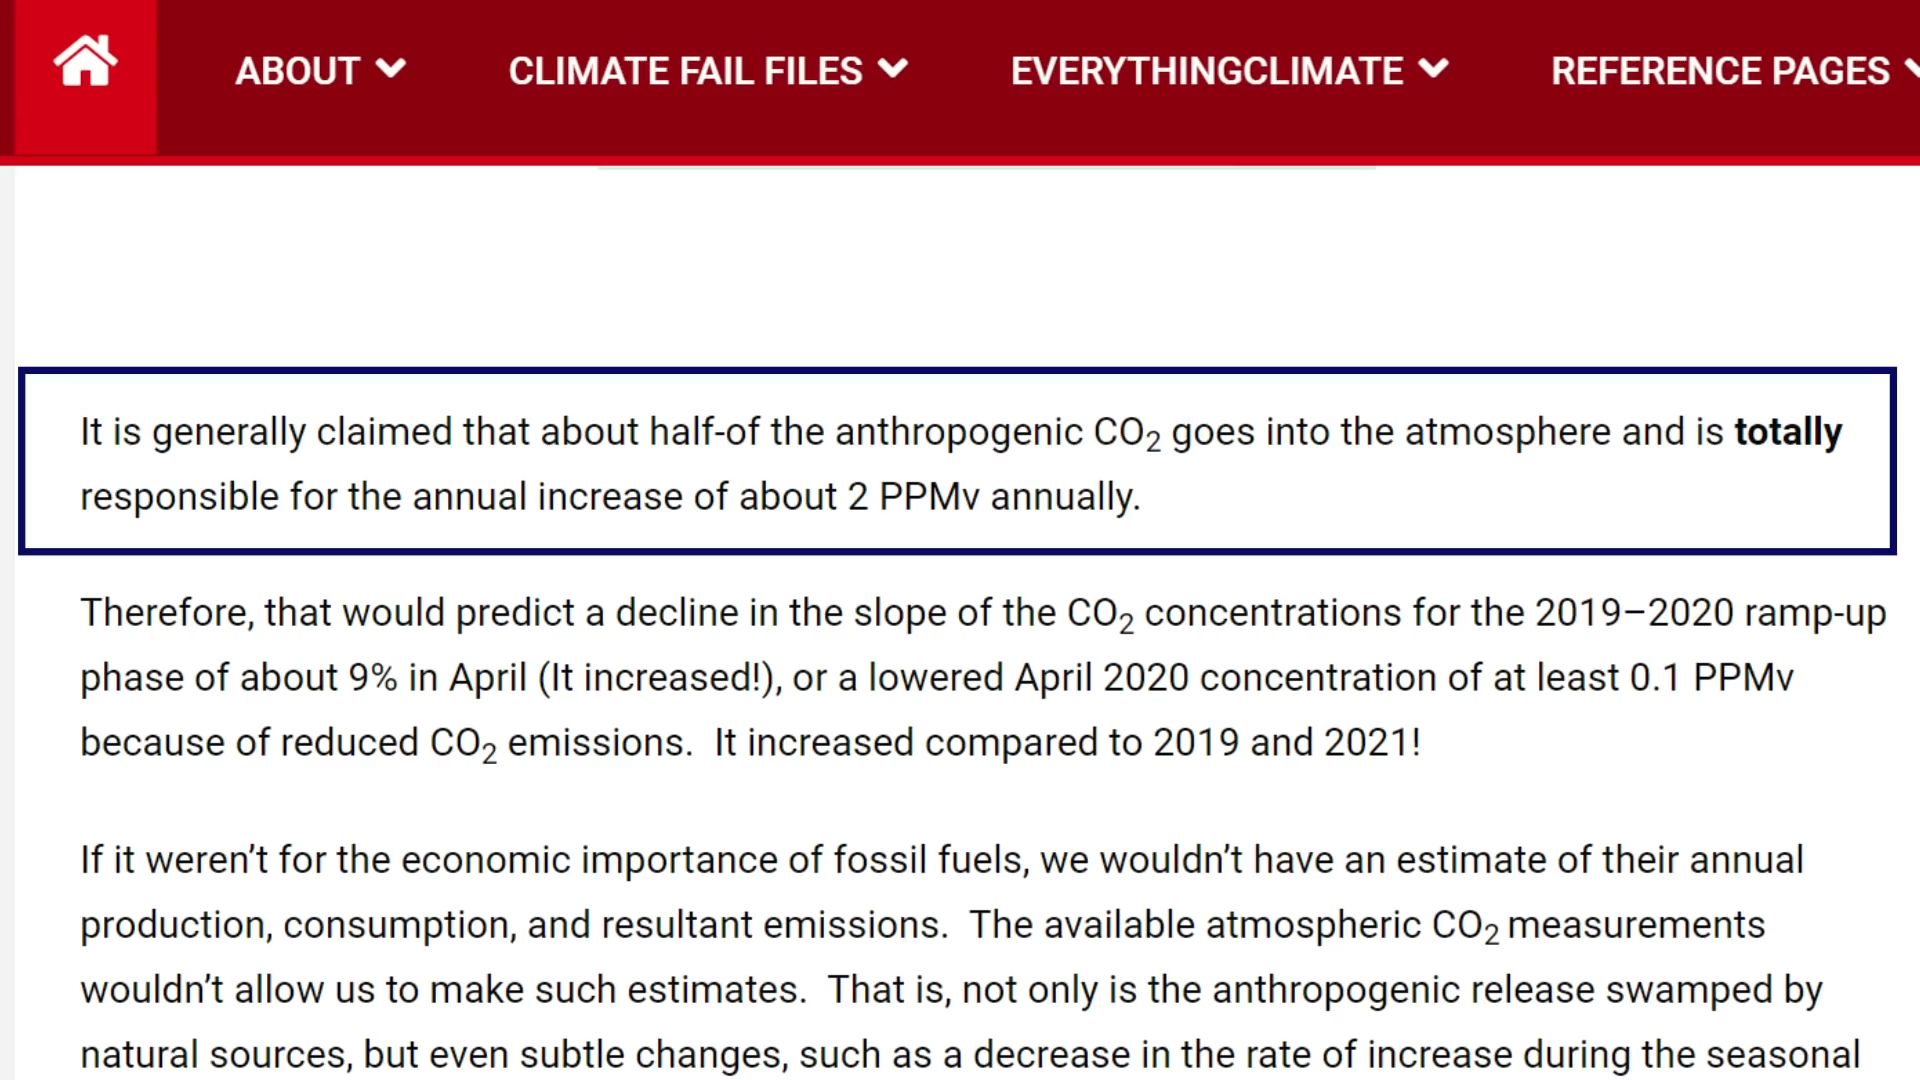 ABOUT CLIMATE FAIL FILES EVERYTHINGCLIMATE REFERENCE PAGES
It is generally claimed that about half-of the anthropogenic CO₂ goes into the atmosphere and is totally
responsible for the annual increase of about 2 PPMv annually.
Therefore, that would predict a decline in the slope of the CO₂ concentrations for the 2019–2020 ramp-up
phase of about 9% in April (It increased!), or a lowered April 2020 concentration of at least 0.1 PPMv
because of reduced CO₂ emissions.  It increased compared to 2019 and 2021!
If it weren’t for the economic importance of fossil fuels, we wouldn’t have an estimate of their annual
production, consumption, and resultant emissions.  The available atmospheric CO₂ measurements
wouldn’t allow us to make such estimates.  That is, not only is the anthropogenic release swamped by
natural sources, but even subtle changes, such as a decrease in the rate of increase during the seasonal